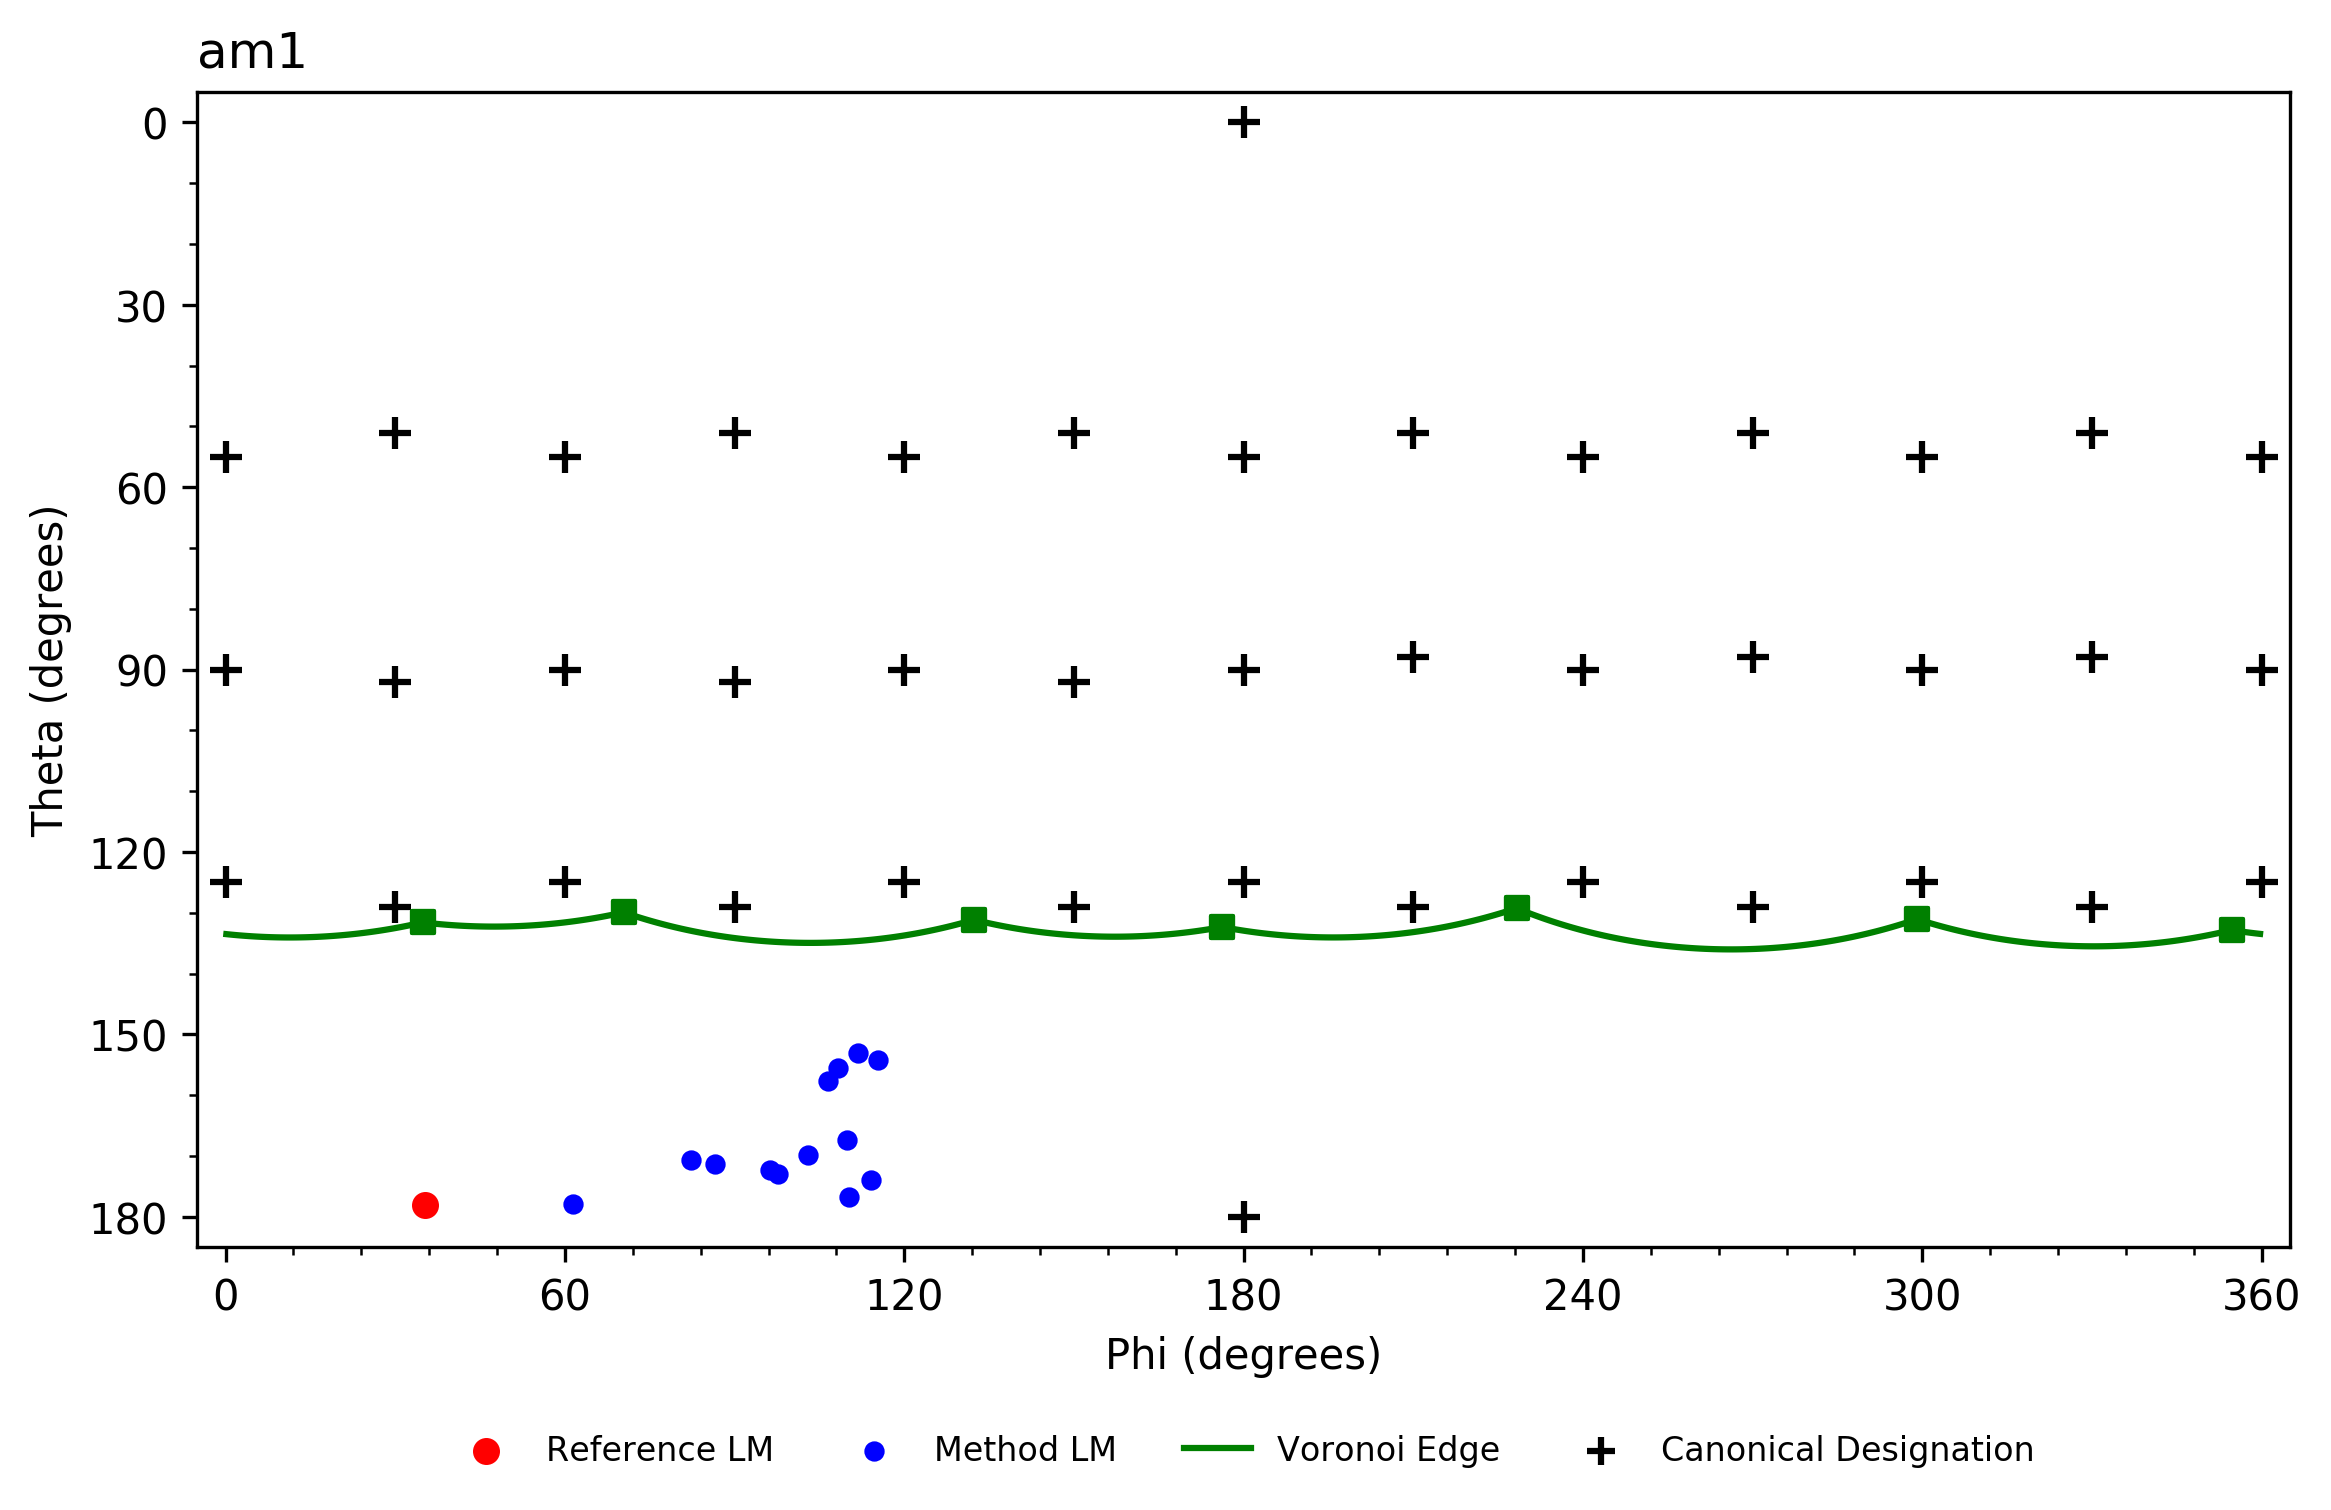 am1
0
30
60
90
120
150
180
Theta (degrees)
0 60 120 180 240 300 360
Phi (degrees)
Reference LM Method LM Voronoi Edge Canonical Designation